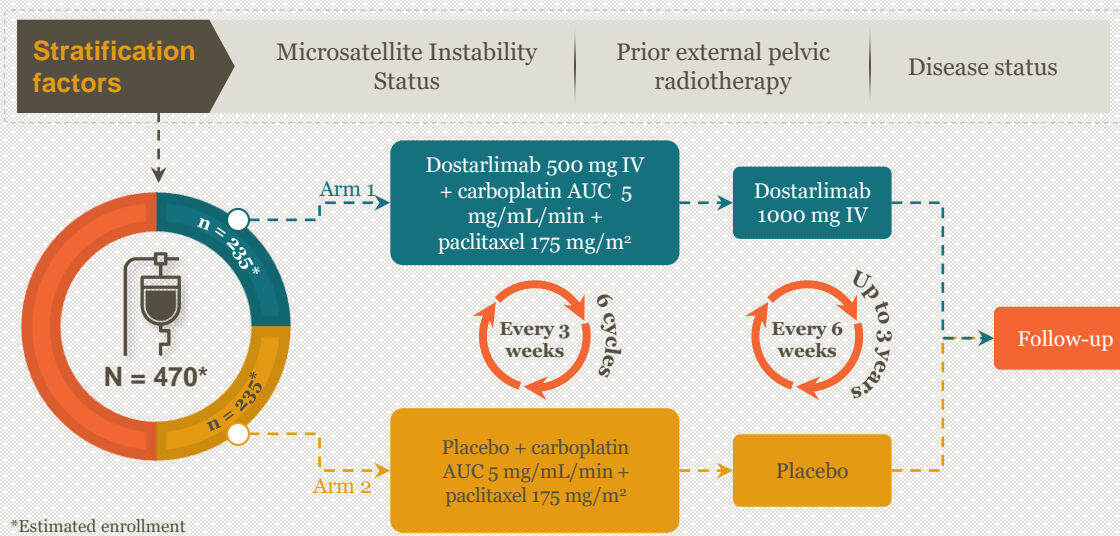 Stratification
factors
Microsatellite Instability
Status
Prior external pelvic
radiotherapy
Disease status
Arm 1
Dostarlimab 500 mg IV
+ carboplatin AUC  5
mg/mL/min +
paclitaxel 175 mg/m²
Dostarlimab
1000 mg IV
n = 235*
N = 470*
n = 235*
Every 3
weeks
6 cycles
Every 6
weeks
Up to 3 years
Follow-up
Arm 2
Placebo + carboplatin
AUC 5 mg/mL/min +
paclitaxel 175 mg/m²
Placebo
*Estimated enrollment